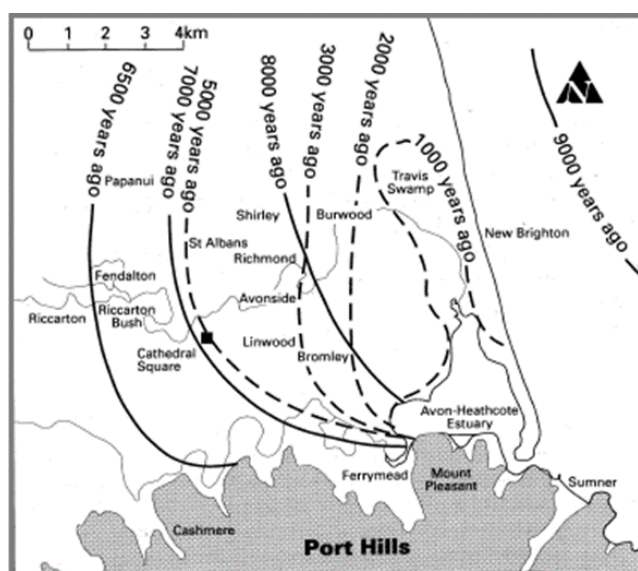 0 1 2 3 4km
6500 years ago
7000 years ago
5000 years ago
8000 years ago
3000 years ago
2000 years ago
1000 years ago
9000 years ago
N
Papanui
Travis
Swamp
Shirley
Burwood
New Brighton
St Albans
Richmond
Fendalton
Avonside
Riccarton
Riccarton
Bush
Linwood
Cathedral
Square
Bromley
Avon-Heathcote
Estuary
Ferrymead
Mount
Pleasant
Sumner
Cashmere
Port Hills